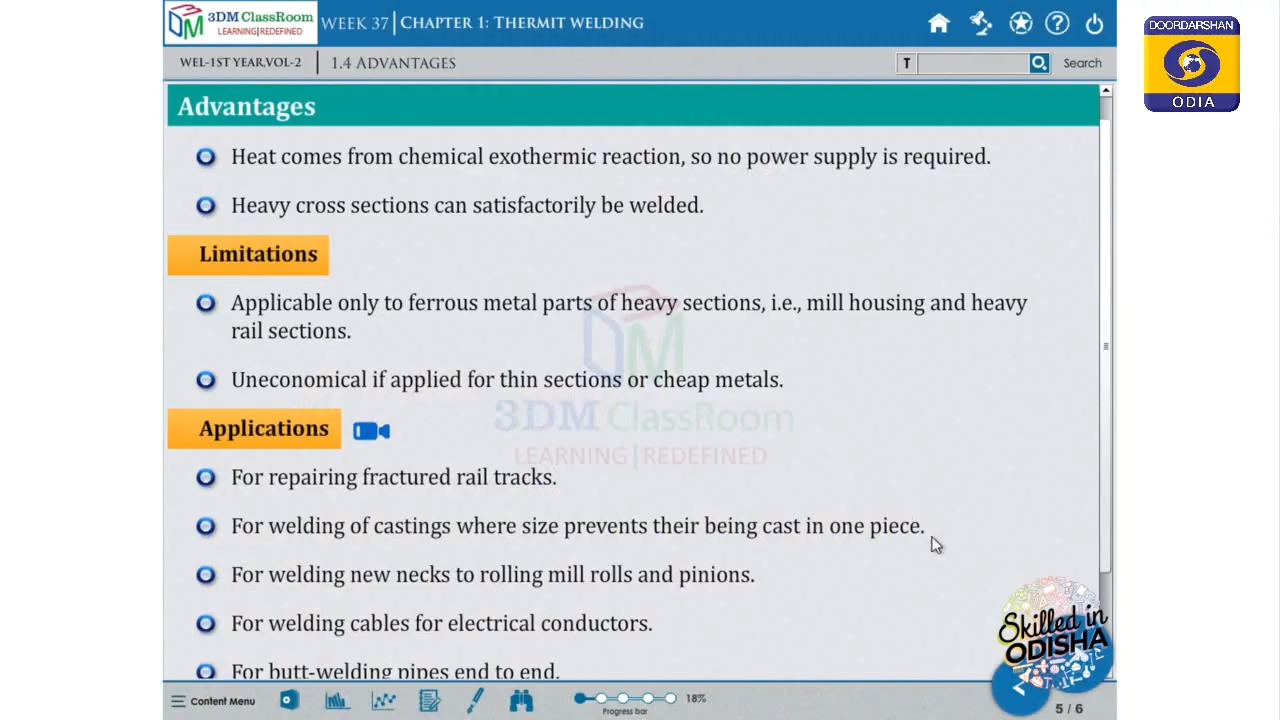 3DM ClassRoom
LEARNING|REDEFINED
WEEK 37 | CHAPTER 1: THERMIT WELDING
WEL-1ST YEAR,VOL-2 | 1.4 ADVANTAGES
T Search
DOORDARSHAN
ODIA
Advantages
Heat comes from chemical exothermic reaction, so no power supply is required.
Heavy cross sections can satisfactorily be welded.
Limitations
Applicable only to ferrous metal parts of heavy sections, i.e., mill housing and heavy
rail sections.
Uneconomical if applied for thin sections or cheap metals.
3DM ClassRoom
LEARNING|REDEFINED
Applications
For repairing fractured rail tracks.
For welding of castings where size prevents their being cast in one piece.
For welding new necks to rolling mill rolls and pinions.
For welding cables for electrical conductors.
For butt-welding pipes end to end.
Skilled in
ODISHA
Content Menu
18%
Progress bar
5 / 6